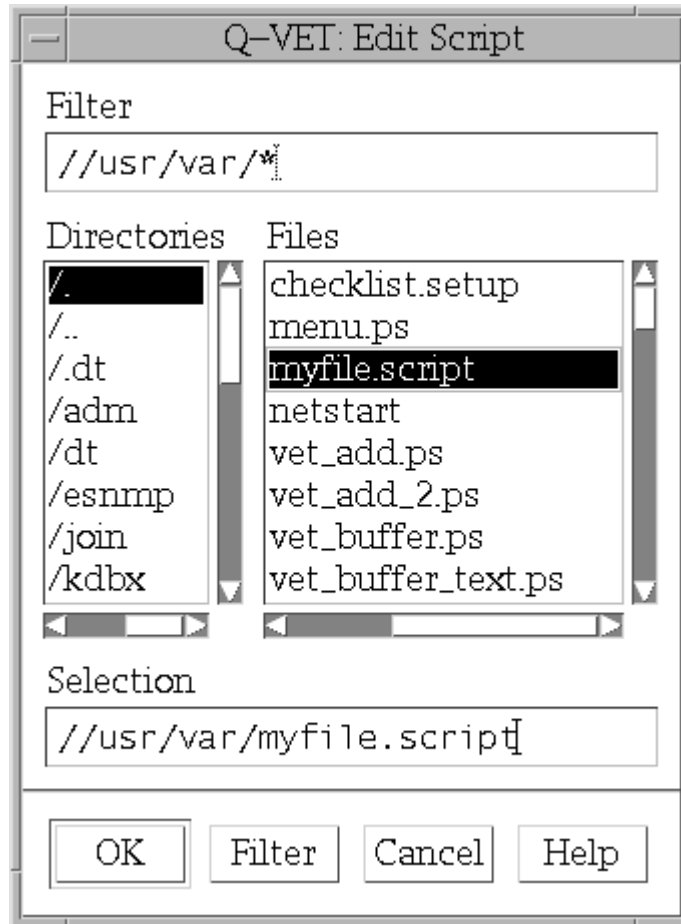 Q–VET: Edit Script
Filter
//usr/var/*
Directories
Files
/.
/..
/.dt
/adm
/dt
/esnmp
/join
/kdbx
checklist.setup
menu.ps
myfile.script
netstart
vet_add.ps
vet_add_2.ps
vet_buffer.ps
vet_buffer_text.ps
Selection
//usr/var/myfile.script
OK Filter Cancel Help